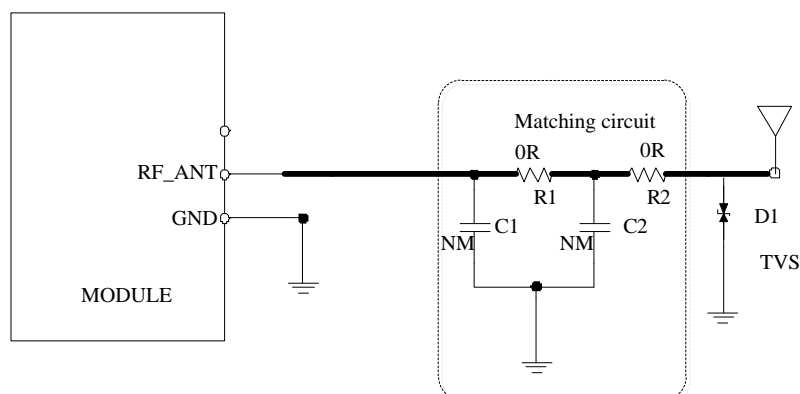 Matching circuit
0R
0R
RF_ANT
R1
R2
GND
C1
C2
D1
NM
NM
TVS
MODULE